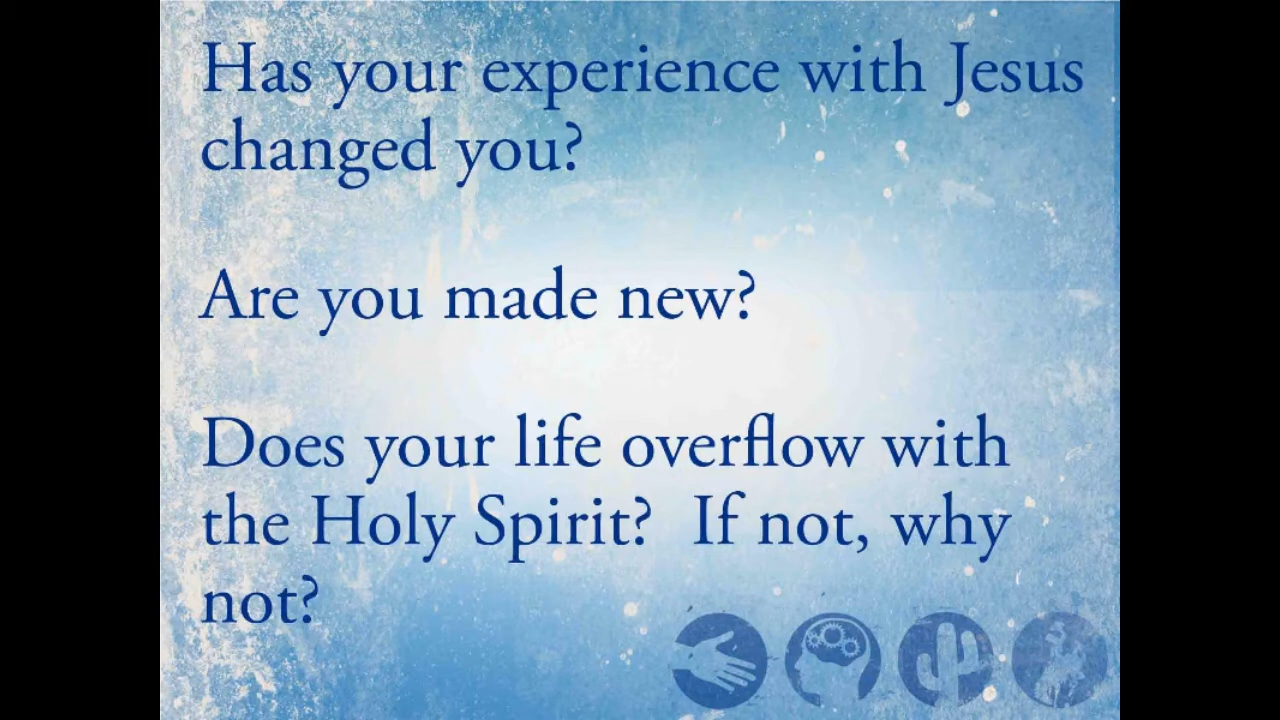 Has your experience with Jesus
changed you?
Are you made new?
Does your life overflow with
the Holy Spirit?  If not, why
not?